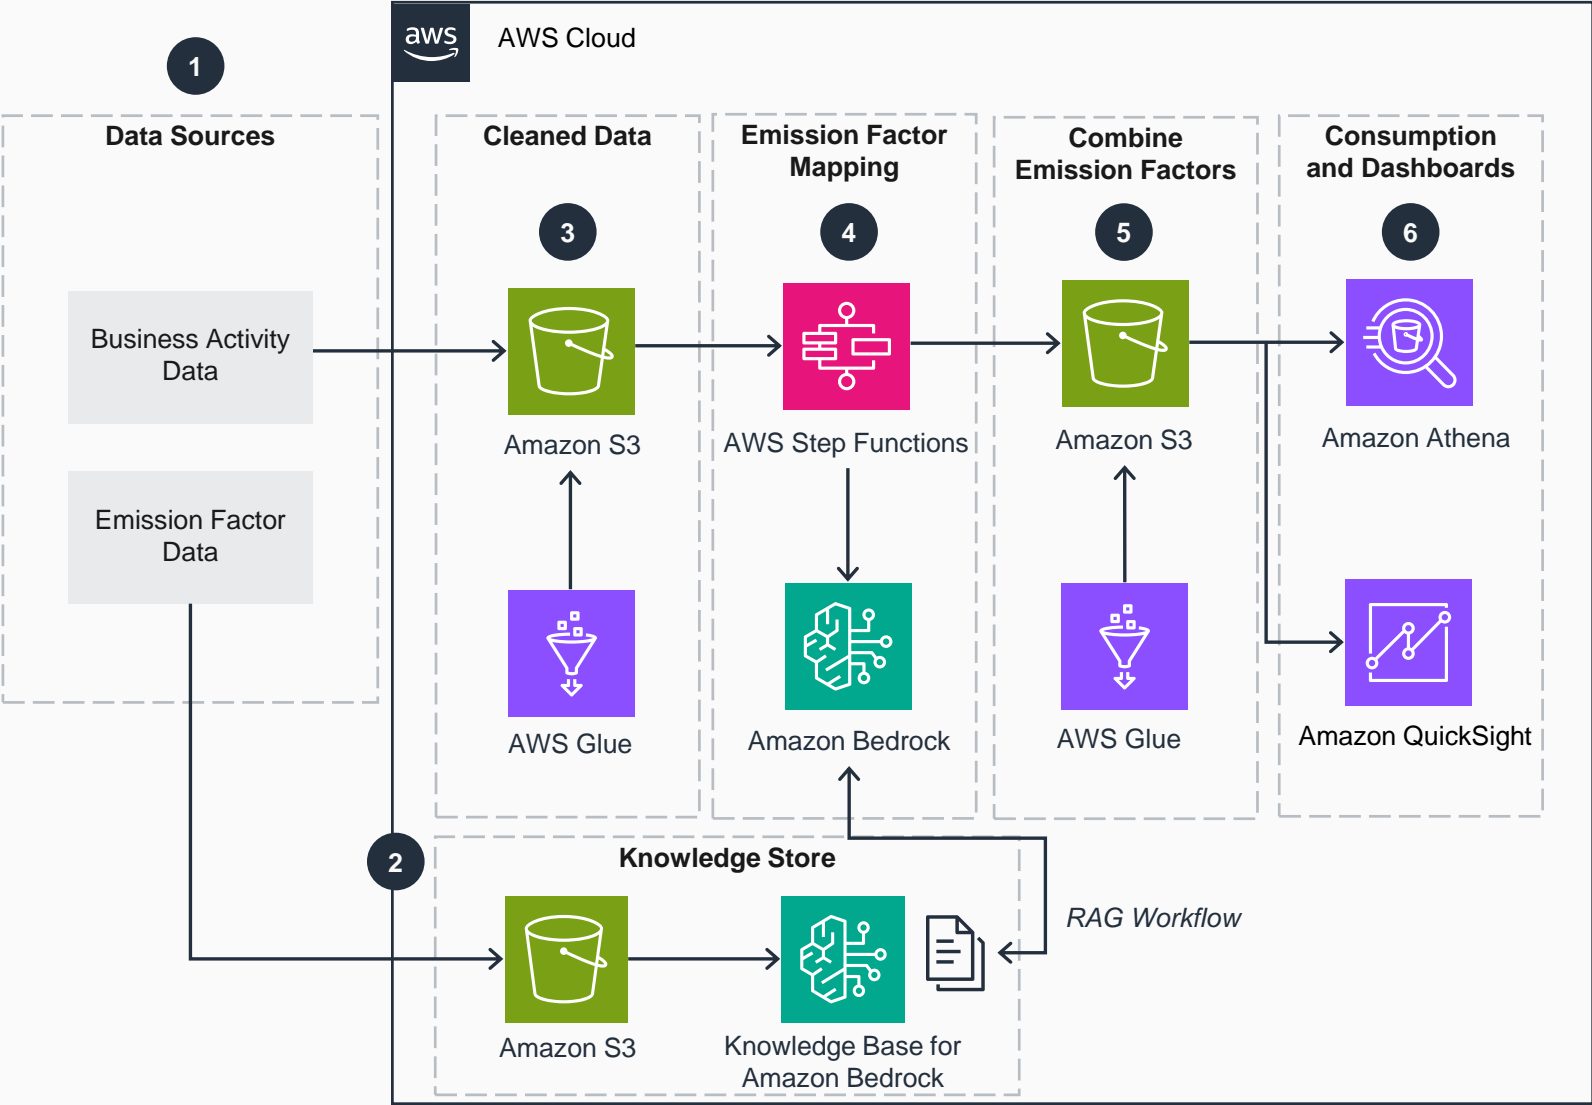 aws
AWS Cloud
1
Data Sources
Business Activity
Data
Emission Factor
Data
Cleaned Data
3
Amazon S3
AWS Glue
Emission Factor
Mapping
4
AWS Step Functions
Amazon Bedrock
Combine
Emission Factors
5
Amazon S3
AWS Glue
Consumption
and Dashboards
6
Amazon Athena
Amazon QuickSight
2
Knowledge Store
Amazon S3
Knowledge Base for
Amazon Bedrock
RAG Workflow